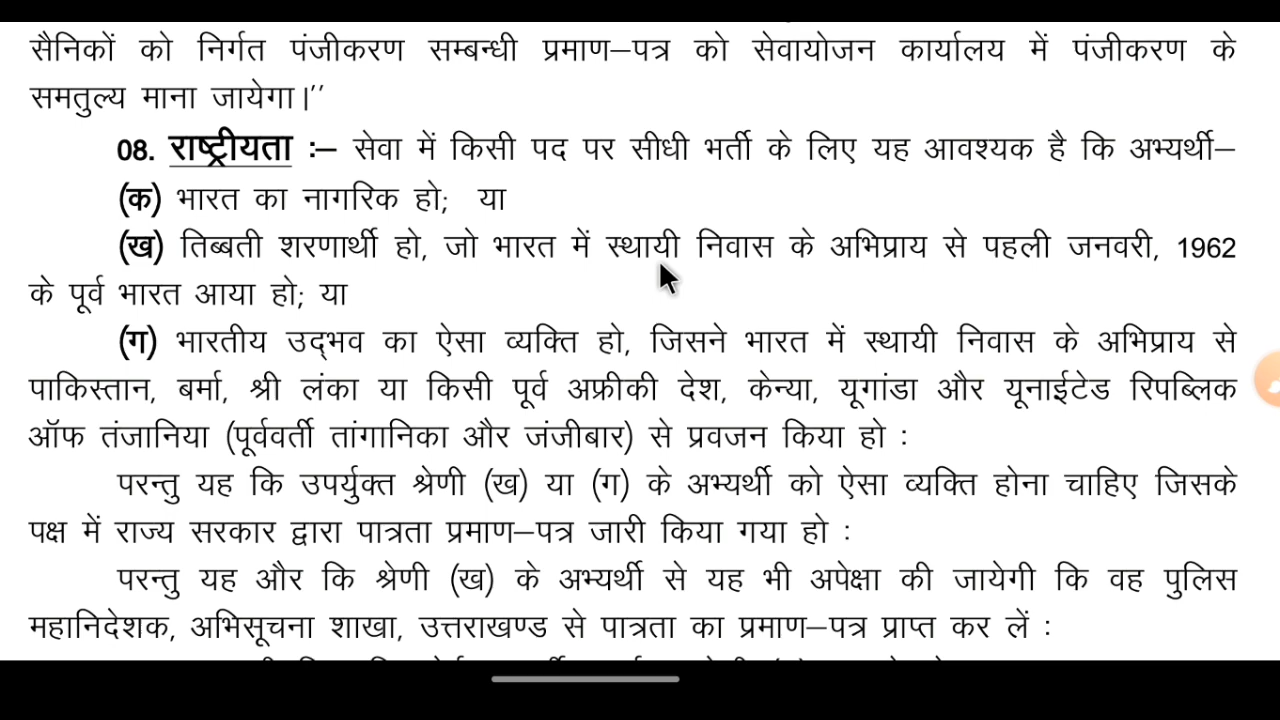 सैनिकों को निर्गत पंजीकरण सम्बन्धी प्रमाण–पत्र को सेवायोजन कार्यालय में पंजीकरण के
समतुल्य माना जायेगा।’’
08. राष्ट्रीयता :– सेवा में किसी पद पर सीधी भर्ती के लिए यह आवश्यक है कि अभ्यर्थी–
(क) भारत का नागरिक हो; या
(ख) तिब्बती शरणार्थी हो, जो भारत में स्थायी निवास के अभिप्राय से पहली जनवरी, 1962
के पूर्व भारत आया हो; या
(ग) भारतीय उद्भव का ऐसा व्यक्ति हो, जिसने भारत में स्थायी निवास के अभिप्राय से
पाकिस्तान, बर्मा, श्री लंका या किसी पूर्व अफ्रीकी देश, केन्या, यूगांडा और यूनाईटेड रिपब्लिक
ऑफ तंजानिया (पूर्ववर्ती तांगानिका और जंजीबार) से प्रवजन किया हो :
परन्तु यह कि उपर्युक्त श्रेणी (ख) या (ग) के अभ्यर्थी को ऐसा व्यक्ति होना चाहिए जिसके
पक्ष में राज्य सरकार द्वारा पात्रता प्रमाण–पत्र जारी किया गया हो :
परन्तु यह और कि श्रेणी (ख) के अभ्यर्थी से यह भी अपेक्षा की जायेगी कि वह पुलिस
महानिदेशक, अभिसूचना शाखा, उत्तराखण्ड से पात्रता का प्रमाण–पत्र प्राप्त कर लें :